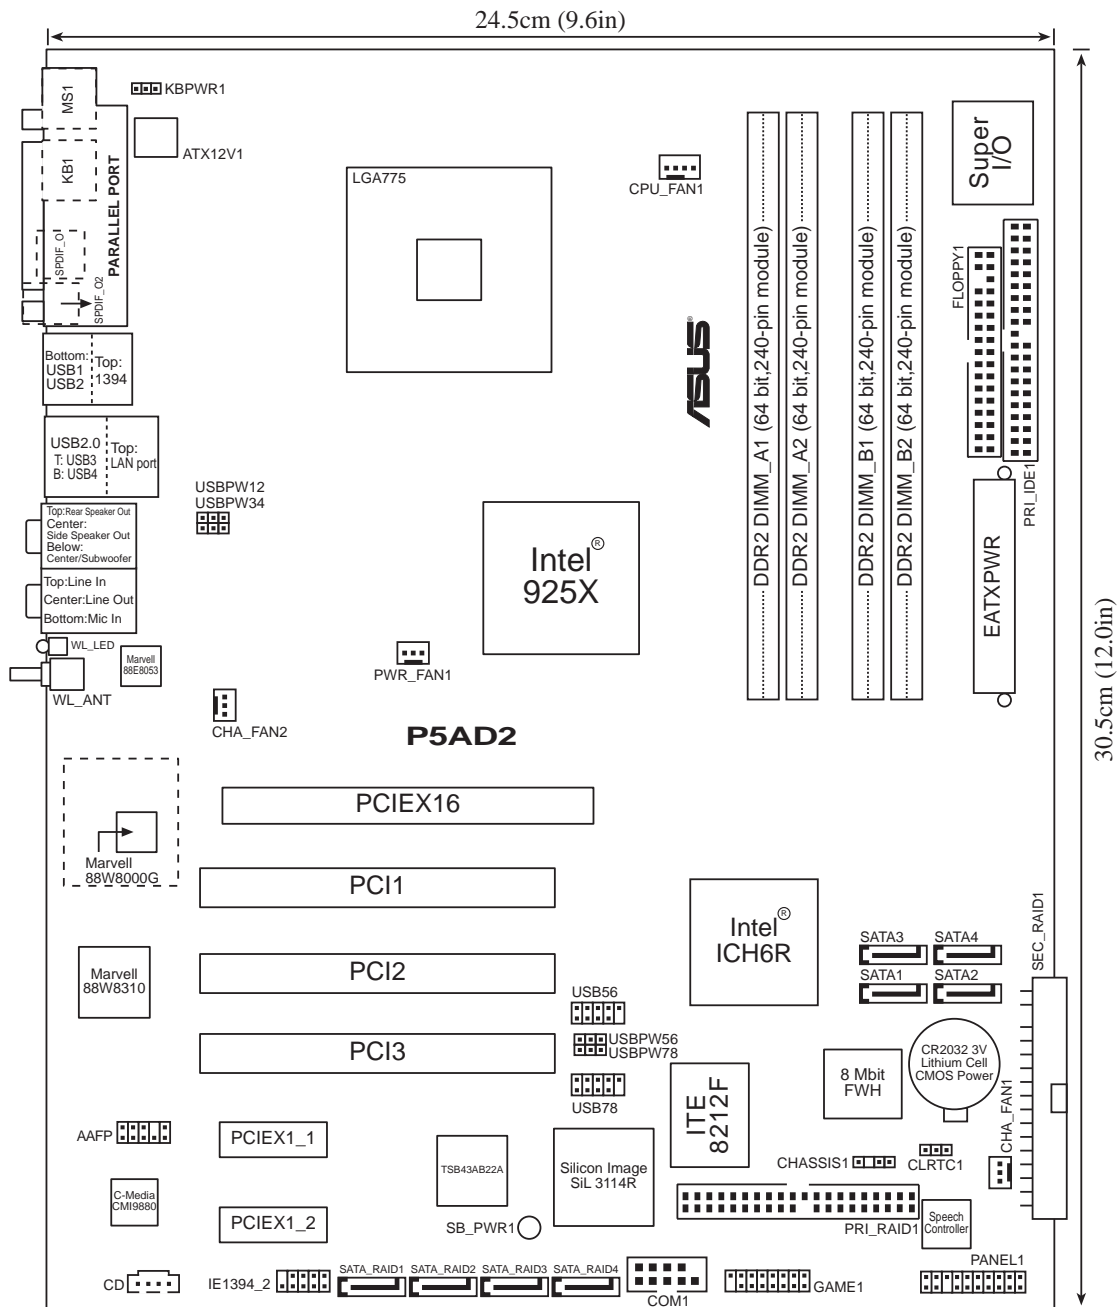 24.5cm (9.6in)
30.5cm (12.0in)
MS1
KB1
PARALLEL PORT
SPDIF_O1
SPDIF_O2
KBPWR1
ATX12V1
LGA775
CPU_FAN1
Super
I/O
FLOPPY1
PRI_IDE1
DDR2 DIMM_A1 (64 bit,240-pin module)
DDR2 DIMM_A2 (64 bit,240-pin module)
DDR2 DIMM_B1 (64 bit,240-pin module)
DDR2 DIMM_B2 (64 bit,240-pin module)
ASUS®
Bottom:
USB1
USB2
Top:
1394
USB2.0
T: USB3
B: USB4
Top:
LAN port
USBPW12
USBPW34
Top:Rear Speaker Out
Center:
Side Speaker Out
Below:
Center/Subwoofer
Top:Line In
Center:Line Out
Bottom:Mic In
Intel®
925X
EATXPWR
WL_LED
WL_ANT
Marvell
88E8053
PWR_FAN1
CHA_FAN2
P5AD2
PCIEX16
Marvell
88W8000G
PCI1
Intel®
ICH6R
SATA3
SATA4
SATA1
SATA2
SEC_RAID1
Marvell
88W8310
PCI2
USB56
USBPW56
USBPW78
PCI3
USB78
CR2032 3V
Lithium Cell
CMOS Power
8 Mbit
FWH
ITE
8212F
CHA_FAN1
AAFP
PCIEX1_1
TSB43AB22A
Silicon Image
SiL 3114R
CHASSIS1
CLRTC1
C-Media
CMI9880
PCIEX1_2
SB_PWR1
PRI_RAID1
Speech
Controller
PANEL1
CD
IE1394_2
SATA_RAID1
SATA_RAID2
SATA_RAID3
SATA_RAID4
COM1
GAME1